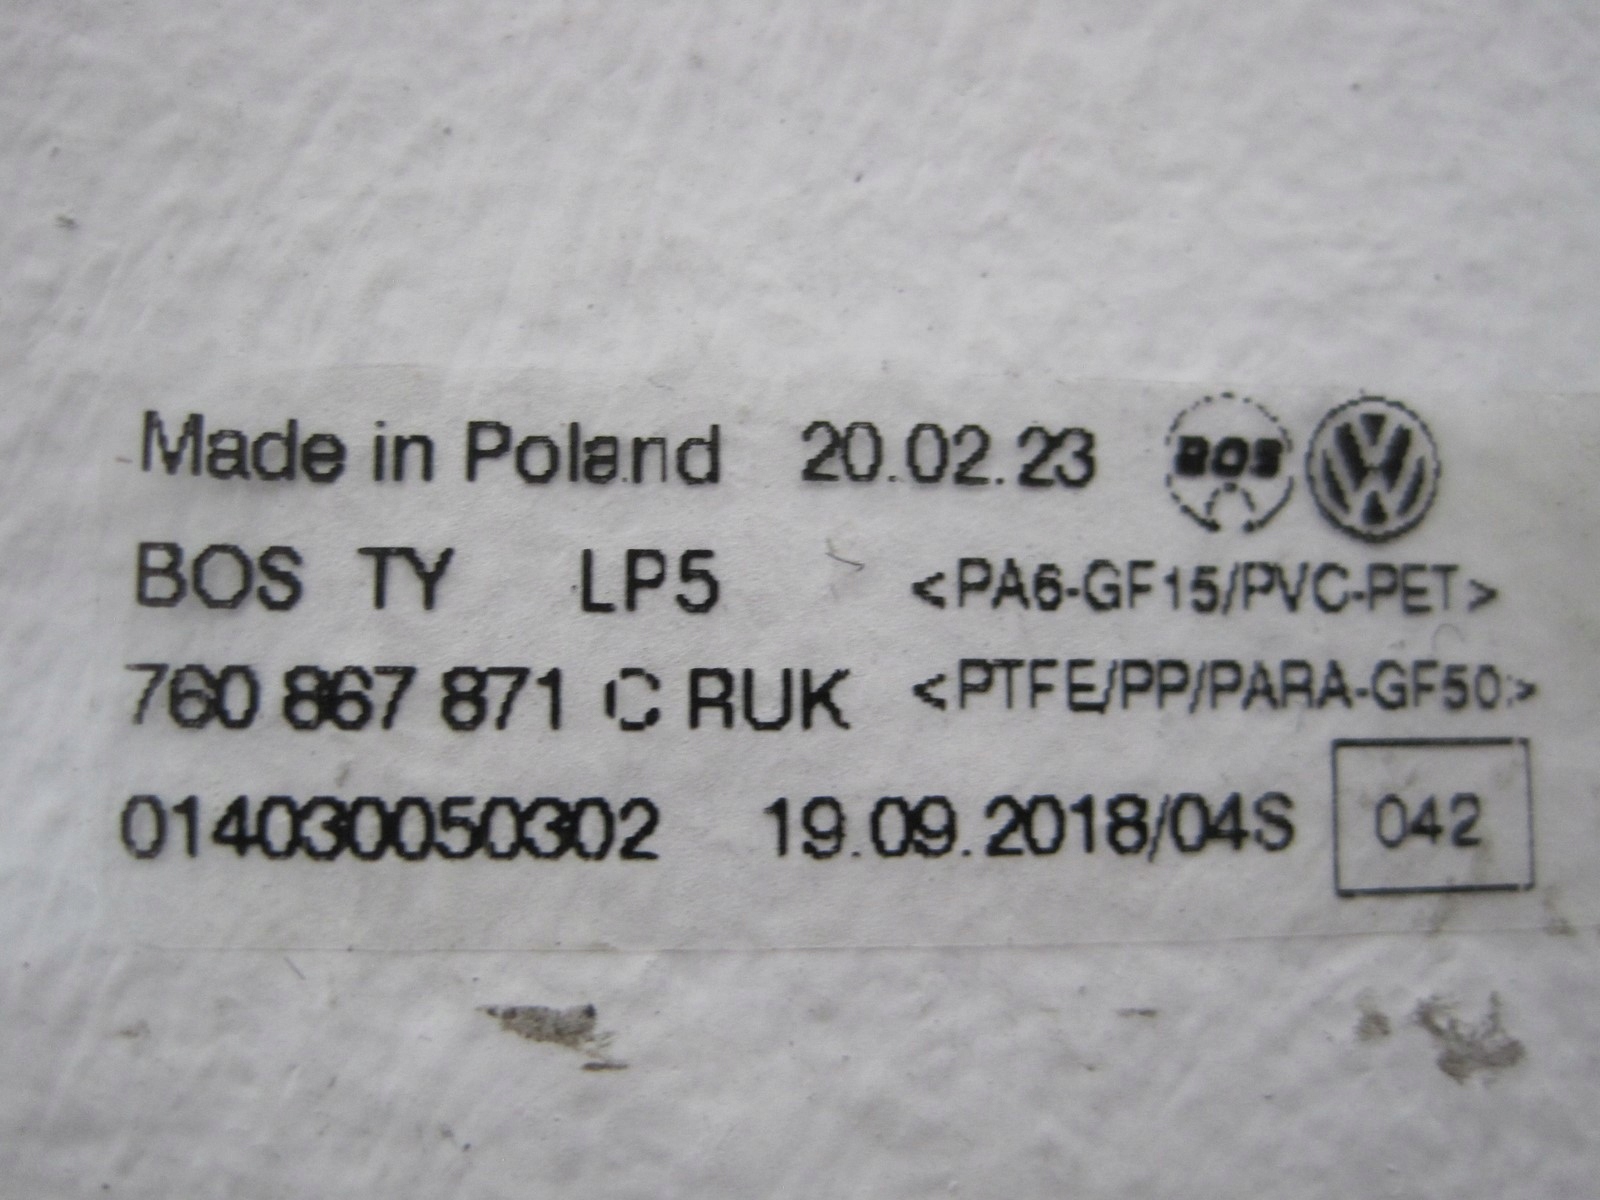 Made in Poland 20.02.23 BOS VW
BOS TY LP5 <PA6-GF15/PVC-PET>
760 867 871 C RUK <PTFE/PP/PARA-GF50>
014030050302 19.09.2018/04S 042